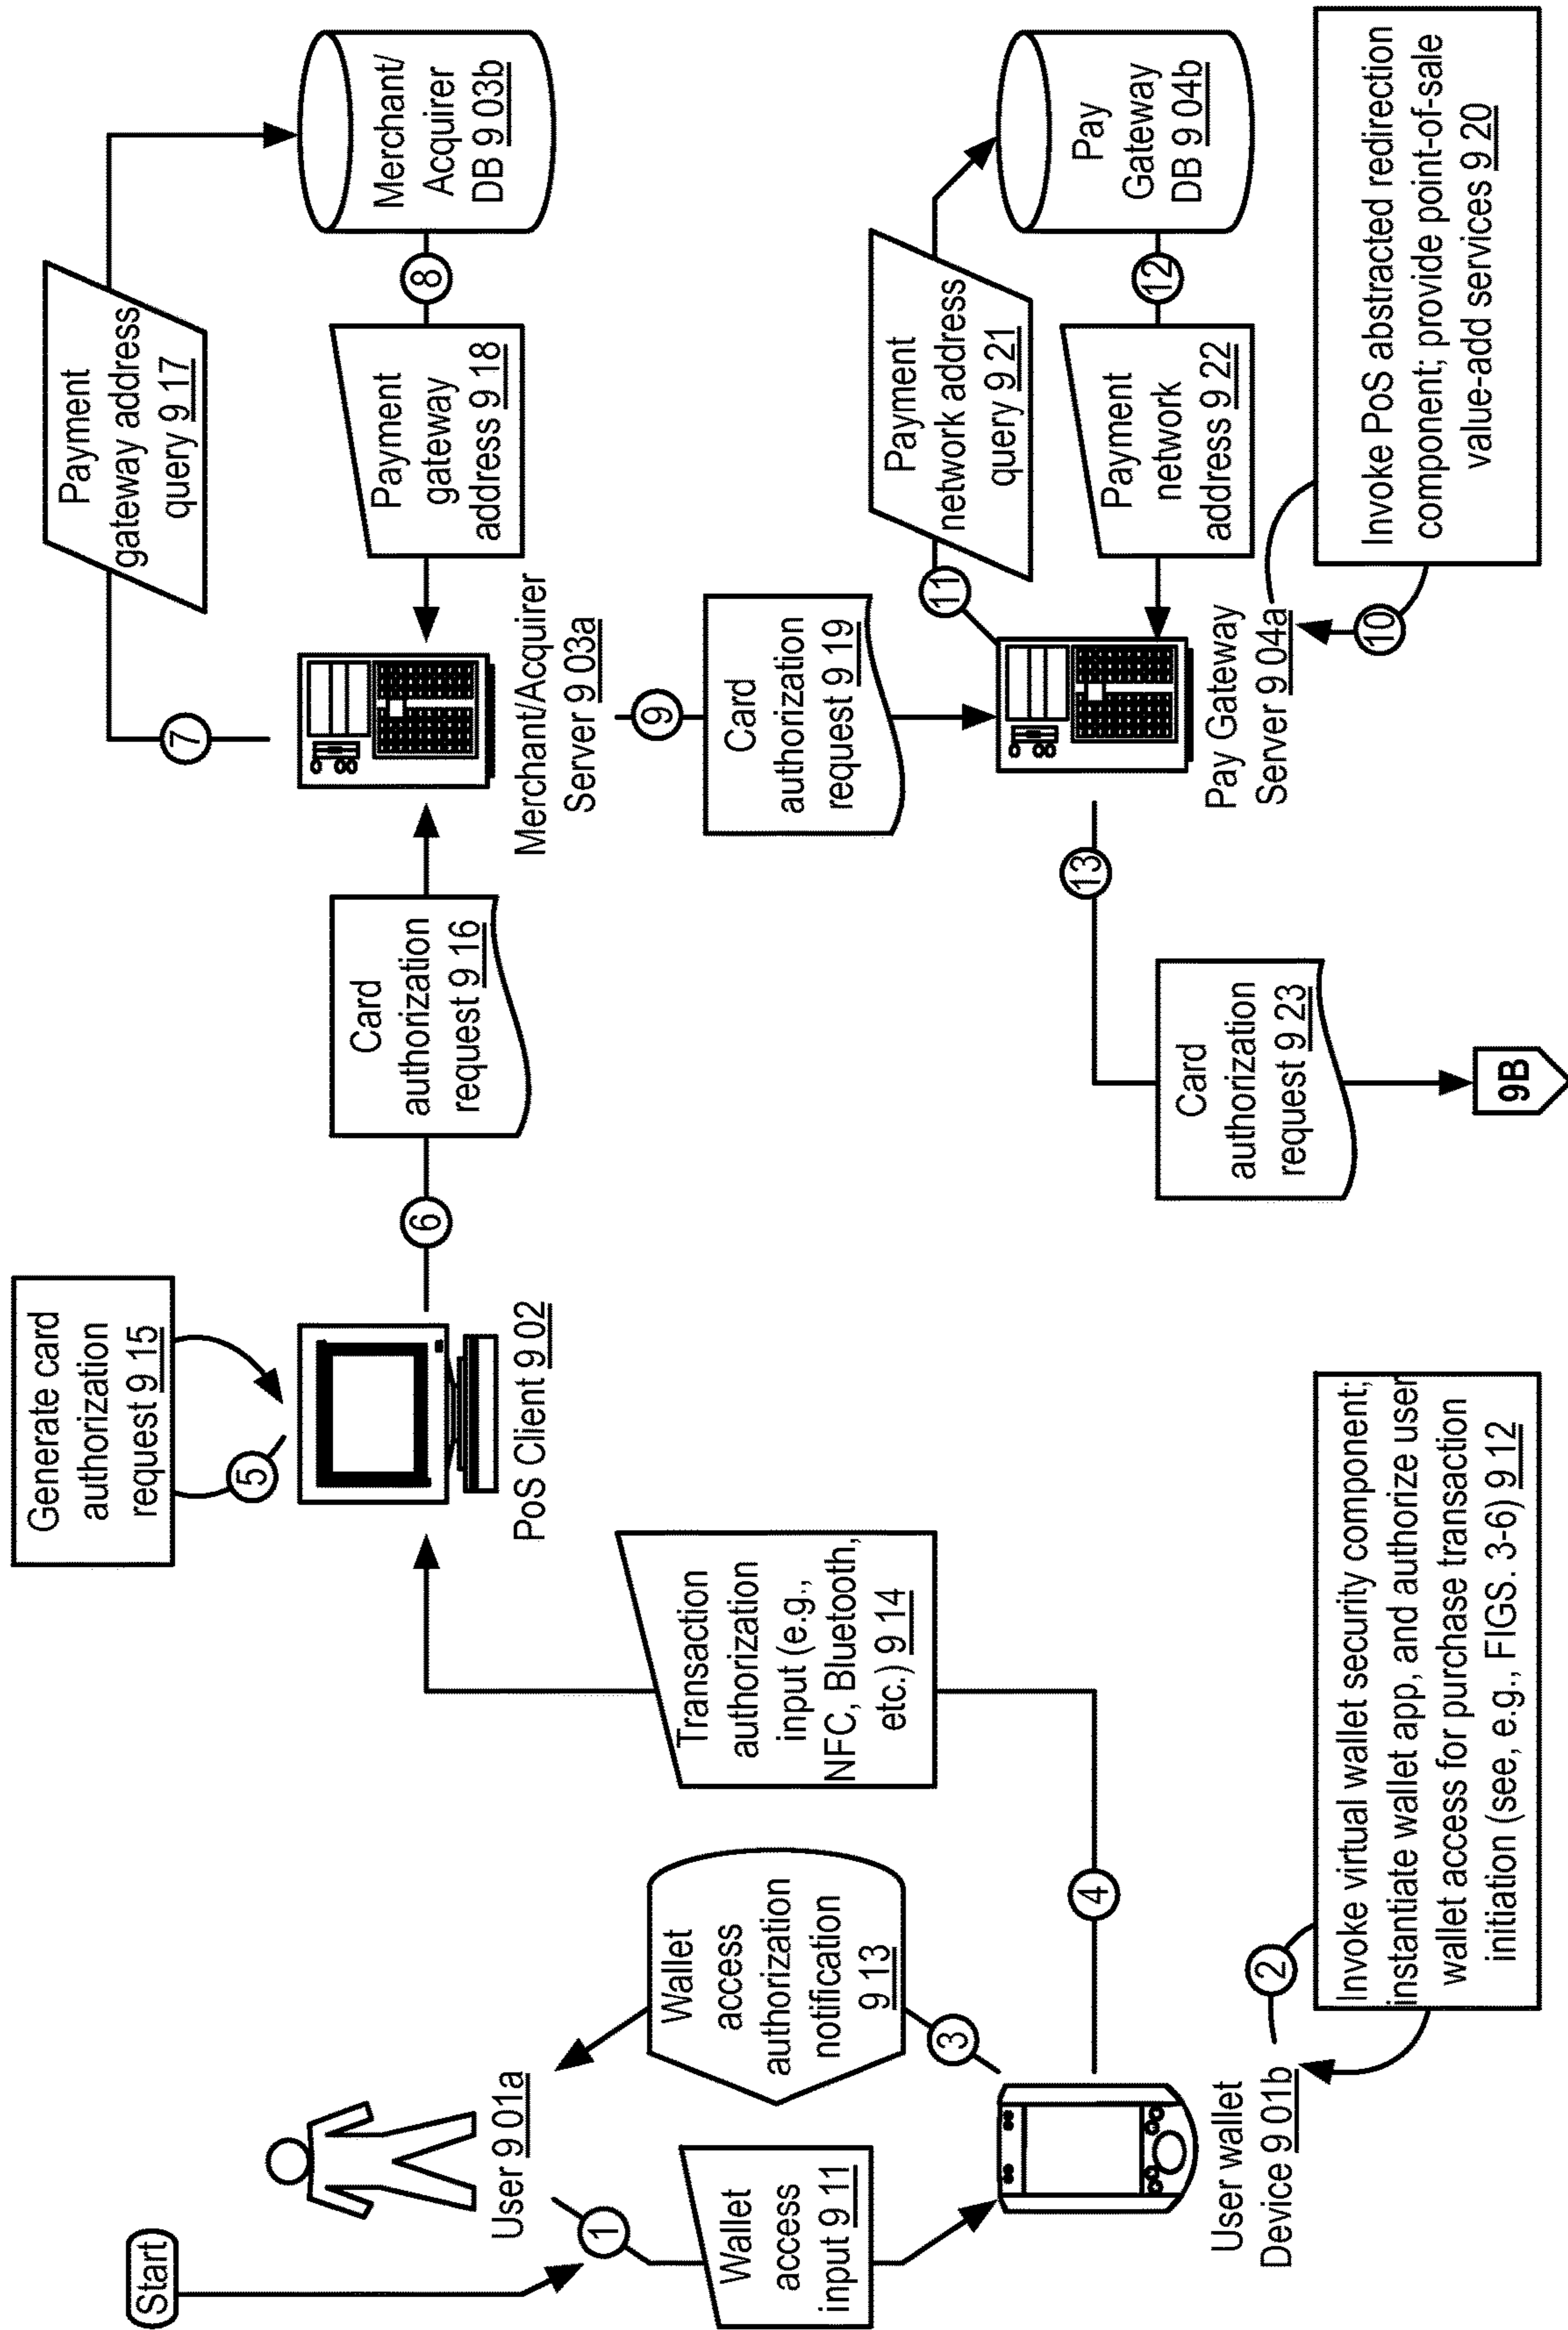 Start
User 9 01a
1
Wallet
access
input 9 11
User wallet
Device 9 01b
2
Invoke virtual wallet security component;
instantiate wallet app, and authorize user
wallet access for purchase transaction
initiation (see, e.g., FIGS. 3-6) 9 12
3
Wallet
access
authorization
notification
9 13
4
Transaction
authorization
input (e.g.,
NFC, Bluetooth,
etc.) 9 14
Generate card
authorization
request 9 15
5
PoS Client 9 02
6
Card
authorization
request 9 16
Merchant/Acquirer
Server 9 03a
7
Payment
gateway address
query 9 17
Merchant/
Acquirer
DB 9 03b
8
Payment
gateway
address 9 18
9
Card
authorization
request 9 19
Pay Gateway
Server 9 04a
10
Invoke PoS abstracted redirection
component; provide point-of-sale
value-add services 9 20
11
Payment
network address
query 9 21
Pay
Gateway
DB 9 04b
12
Payment
network
address 9 22
13
Card
authorization
request 9 23
9B